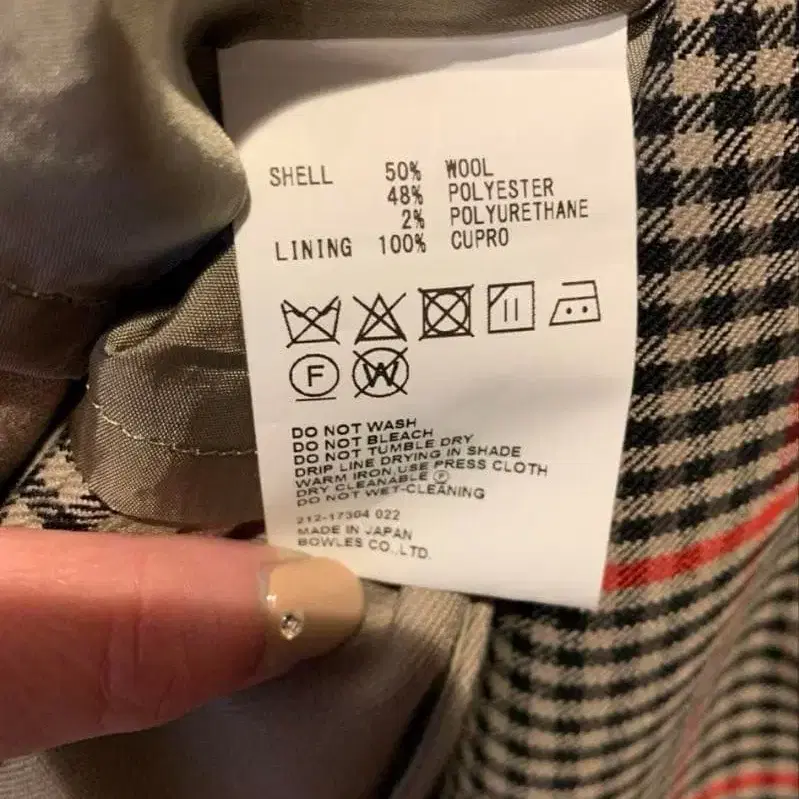 SHELL 50% WOOL
48% POLYESTER
2% POLYURETHANE
LINING 100% CUPRO
F W
DO NOT WASH
DO NOT BLEACH
DO NOT TUMBLE DRY
DRIP LINE DRYING IN SHADE
WARM IRON,USE PRESS CLOTH
DRY CLEANABLE Ⓟ
DO NOT WET-CLEANING
212-17304 022
MADE IN JAPAN
BOWLES CO.,LTD.